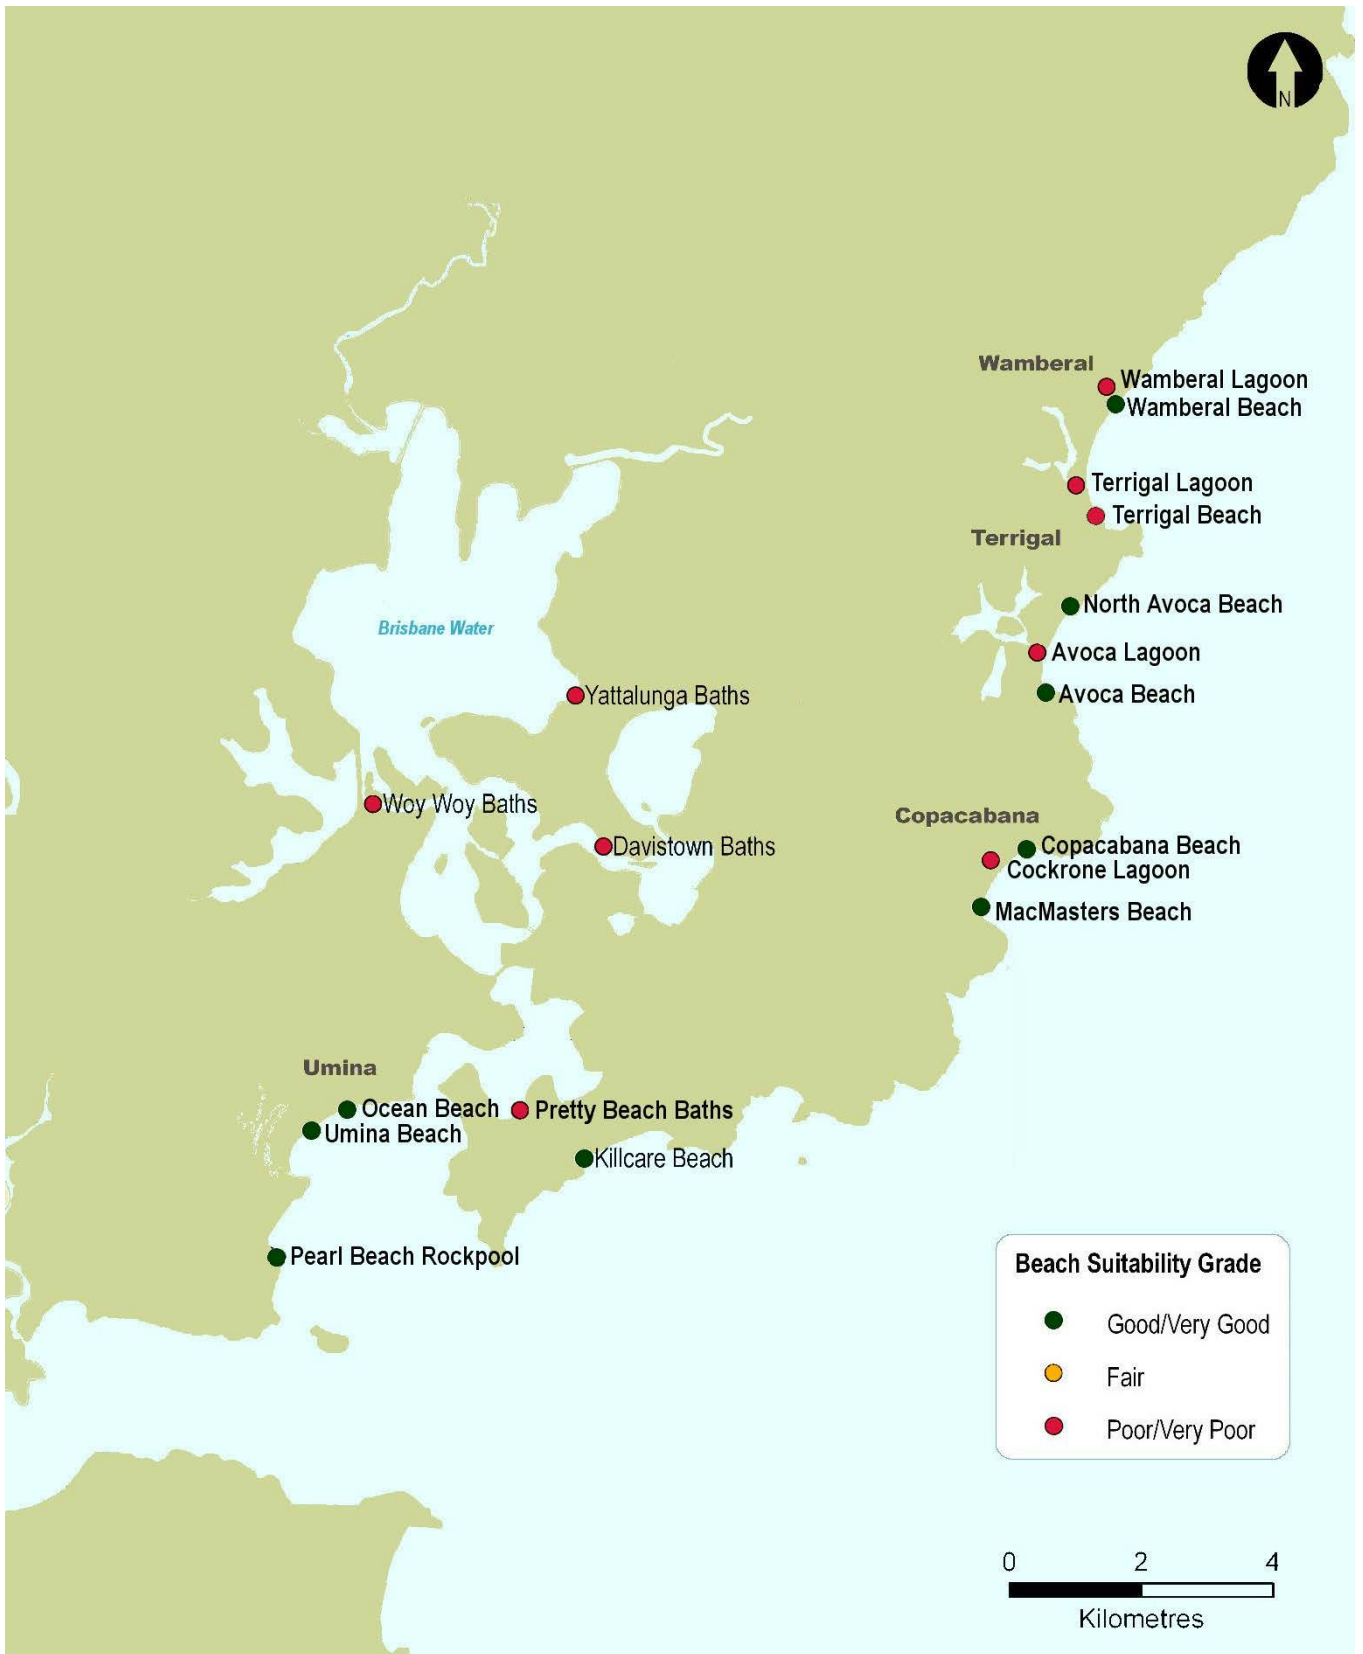 N
Wamberal
Wamberal Lagoon
Wamberal Beach
Terrigal Lagoon
Terrigal Beach
Terrigal
North Avoca Beach
Brisbane Water
Avoca Lagoon
Yattalunga Baths
Avoca Beach
Woy Woy Baths
Copacabana
Davistown Baths
Copacabana Beach
Cockrone Lagoon
MacMasters Beach
Umina
Ocean Beach
Pretty Beach Baths
Umina Beach
Killcare Beach
Pearl Beach Rockpool
Beach Suitability Grade
Good/Very Good
Fair
Poor/Very Poor
0 2 4
Kilometres